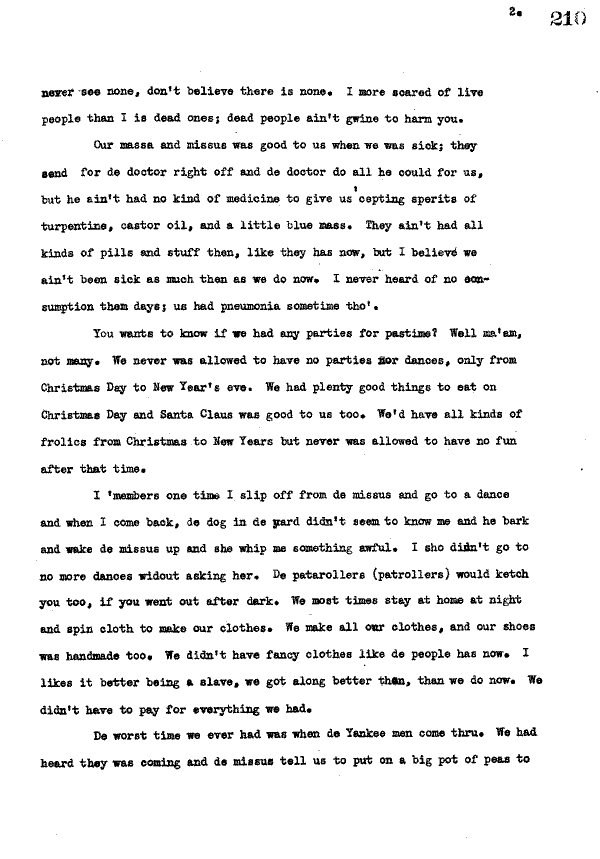 2.
210
never see none, don't believe there is none. I more scared of live
people than I is dead ones; dead people ain't gwine to harm you.
Our massa and missus was good to us when we was sick; they
send for de doctor right off and de doctor do all he could for us,
but he ain't had no kind of medicine to give us 'cepting sperits of
turpentine, castor oil, and a little blue mass. They ain't had all
kinds of pills and stuff then, like they has now, but I believe we
ain't been sick as much then as we do now. I never heard of no con-
sumption them days; us had pneumonia sometime tho'.
You wants to know if we had any parties for pastime? Well ma'am,
not many. We never was allowed to have no parties nor dances, only from
Christmas Day to New Year's eve. We had plenty good things to eat on
Christmas Day and Santa Claus was good to us too. We'd have all kinds of
frolics from Christmas to New Years but never was allowed to have no fun
after that time.
I 'members one time I slip off from de missus and go to a dance
and when I come back, de dog in de yard didn't seem to know me and he bark
and wake de missus up and she whip me something awful. I sho didn't go to
no more dances widout asking her. De patarollers (patrollers) would ketch
you too, if you went out after dark. We most times stay at home at night
and spin cloth to make our clothes. We make all our clothes, and our shoes
was handmade too. We didn't have fancy clothes like de people has now. I
likes it better being a slave, we got along better then, than we do now. We
didn't have to pay for everything we had.
De worst time we ever had was when de Yankee men come thru. We had
heard they was coming and de missus tell us to put on a big pot of peas to